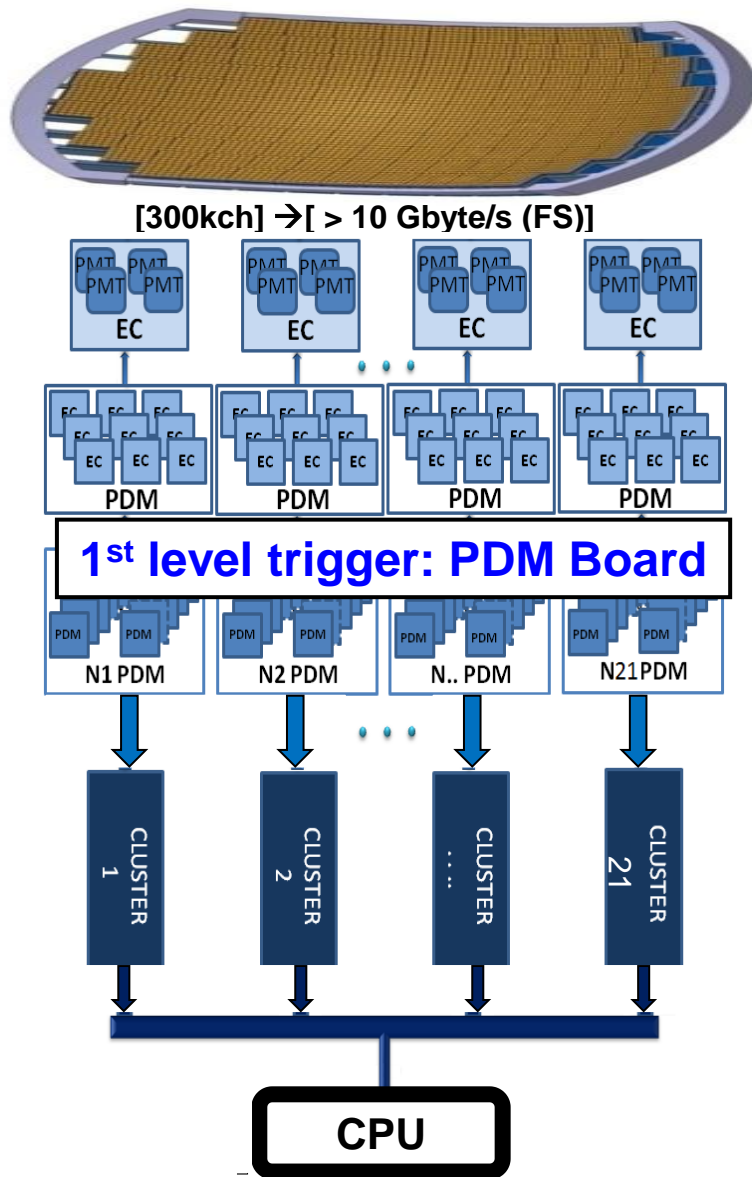 [300kch] →[ > 10 Gbyte/s (FS)]
PMT PMT PMT PMT PMT PMT PMT PMT
PMT PMT PMT PMT PMT PMT PMT PMT
EC EC EC EC
EC EC EC EC EC EC EC EC EC EC EC EC
EC EC EC EC EC EC EC EC EC EC EC EC
EC EC EC EC EC EC EC EC EC EC EC EC
PDM PDM PDM PDM
1st level trigger: PDM Board
PDM PDM PDM PDM PDM PDM PDM PDM
N1 PDM N2 PDM N.. PDM N21PDM
CLUSTER CLUSTER CLUSTER CLUSTER
1 2 ..... 21
CPU